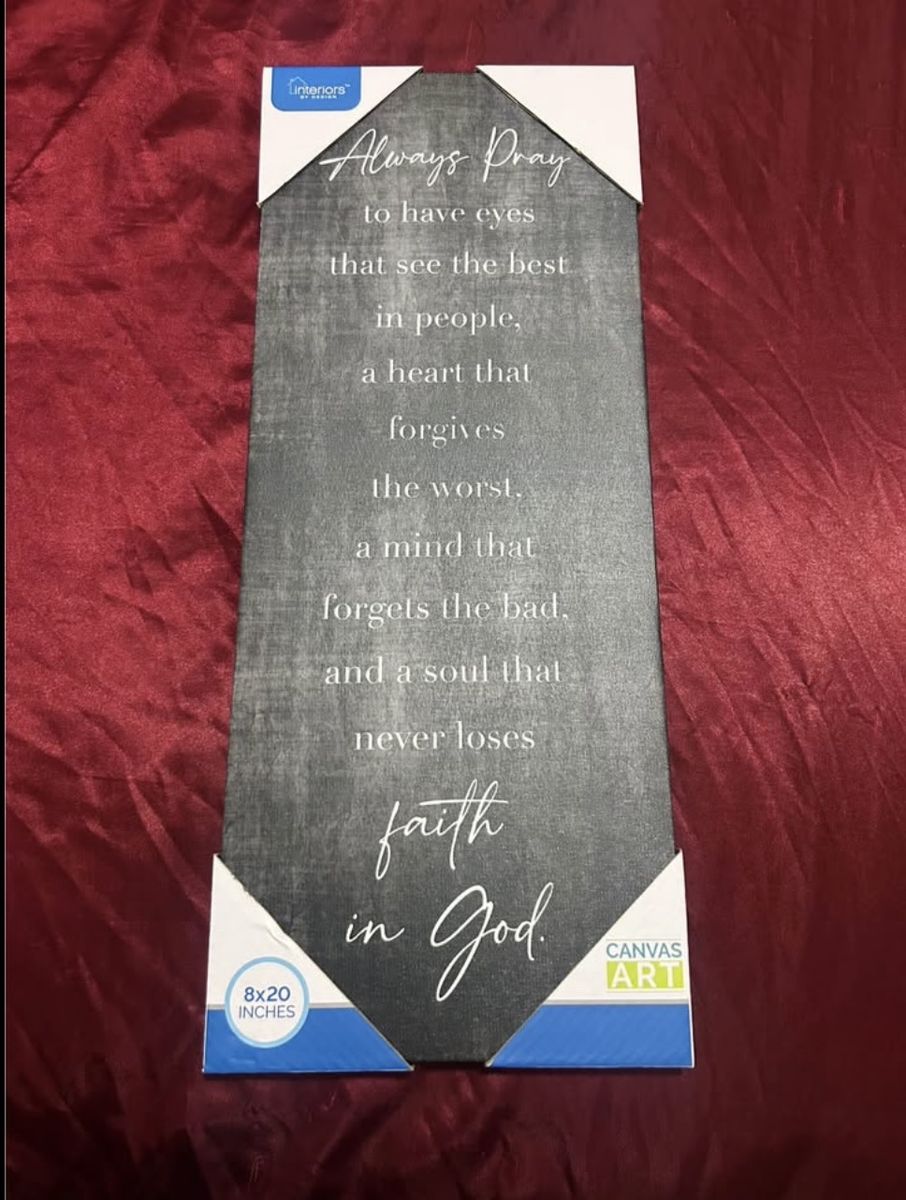 interiors™
BY DESIGN
Always Pray
to have eyes
that see the best
in people,
a heart that
forgives
the worst,
a mind that
forgets the bad,
and a soul that
never loses
faith
in God.
8x20
INCHES
CANVAS
ART